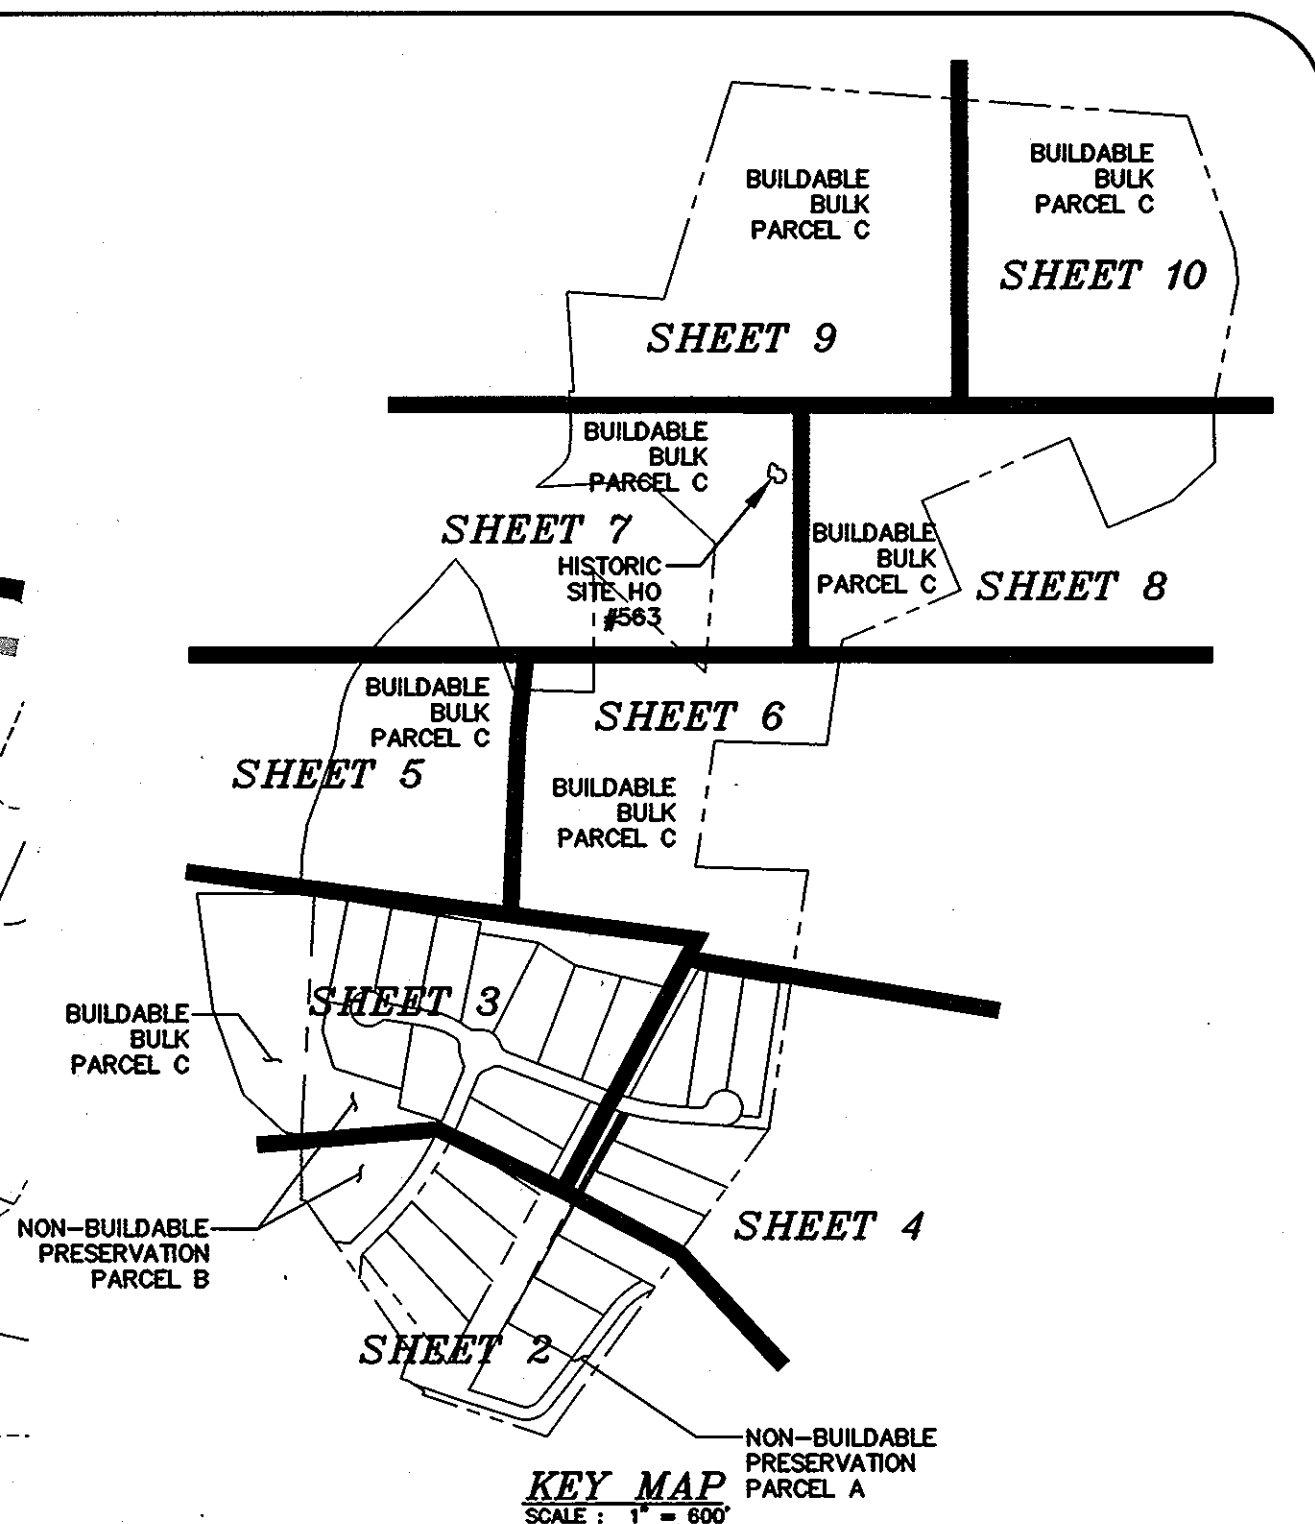 BUILDABLE
BULK
PARCEL C
BUILDABLE
BULK
PARCEL C
SHEET 10
SHEET 9
BUILDABLE
BULK
PARCEL C
SHEET 7
HISTORIC
SITE HO
#563
BUILDABLE
BULK
PARCEL C
SHEET 8
BUILDABLE
BULK
PARCEL C
SHEET 6
SHEET 5
BUILDABLE
BULK
PARCEL C
SHEET 3
BUILDABLE
BULK
PARCEL C
NON-BUILDABLE
PRESERVATION
PARCEL B
SHEET 4
SHEET 2
NON-BUILDABLE
PRESERVATION
PARCEL A
KEY MAP
SCALE : 1" = 600'